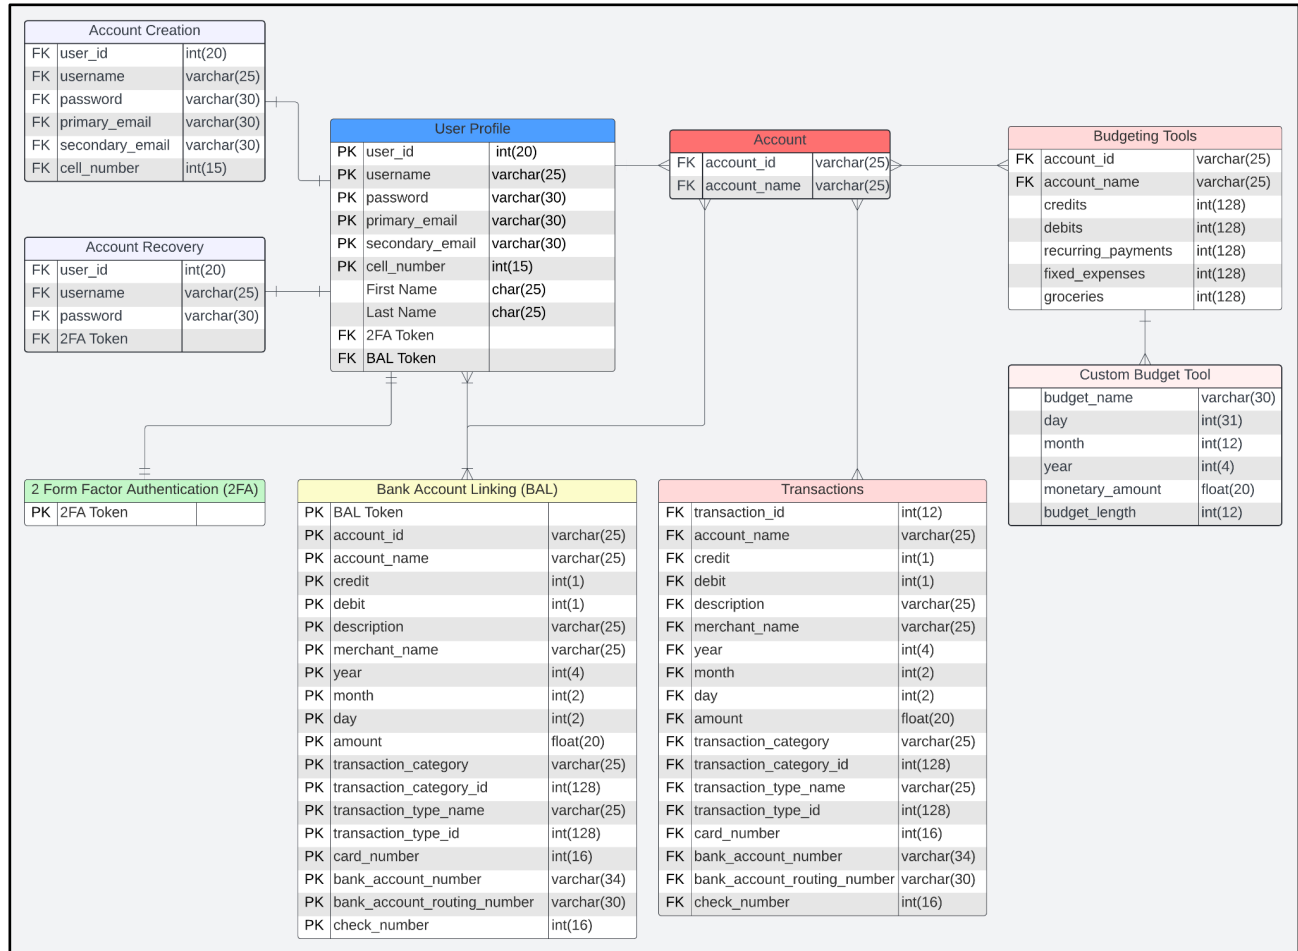 Account Creation
FK user_id int(20)
FK username varchar(25)
FK password varchar(30)
FK primary_email varchar(30)
FK secondary_email varchar(30)
FK cell_number int(15)
Account Recovery
FK user_id int(20)
FK username varchar(25)
FK password varchar(30)
FK 2FA Token
User Profile
PK user_id int(20)
PK username varchar(25)
PK password varchar(30)
PK primary_email varchar(30)
PK secondary_email varchar(30)
PK cell_number int(15)
First Name char(25)
Last Name char(25)
FK 2FA Token
FK BAL Token
Account
FK account_id varchar(25)
FK account_name varchar(25)
Budgeting Tools
FK account_id varchar(25)
FK account_name varchar(25)
credits int(128)
debits int(128)
recurring_payments int(128)
fixed_expenses int(128)
groceries int(128)
Custom Budget Tool
budget_name varchar(30)
day int(31)
month int(12)
year int(4)
monetary_amount float(20)
budget_length int(12)
2 Form Factor Authentication (2FA)
PK 2FA Token
Bank Account Linking (BAL)
PK BAL Token
PK account_id varchar(25)
PK account_name varchar(25)
PK credit int(1)
PK debit int(1)
PK description varchar(25)
PK merchant_name varchar(25)
PK year int(4)
PK month int(2)
PK day int(2)
PK amount float(20)
PK transaction_category varchar(25)
PK transaction_category_id int(128)
PK transaction_type_name varchar(25)
PK transaction_type_id int(128)
PK card_number int(16)
PK bank_account_number varchar(34)
PK bank_account_routing_number varchar(30)
PK check_number int(16)
Transactions
FK transaction_id int(12)
FK account_name varchar(25)
FK credit int(1)
FK debit int(1)
FK description varchar(25)
FK merchant_name varchar(25)
FK year int(4)
FK month int(2)
FK day int(2)
FK amount float(20)
FK transaction_category varchar(25)
FK transaction_category_id int(128)
FK transaction_type_name varchar(25)
FK transaction_type_id int(128)
FK card_number int(16)
FK bank_account_number varchar(34)
FK bank_account_routing_number varchar(30)
FK check_number int(16)